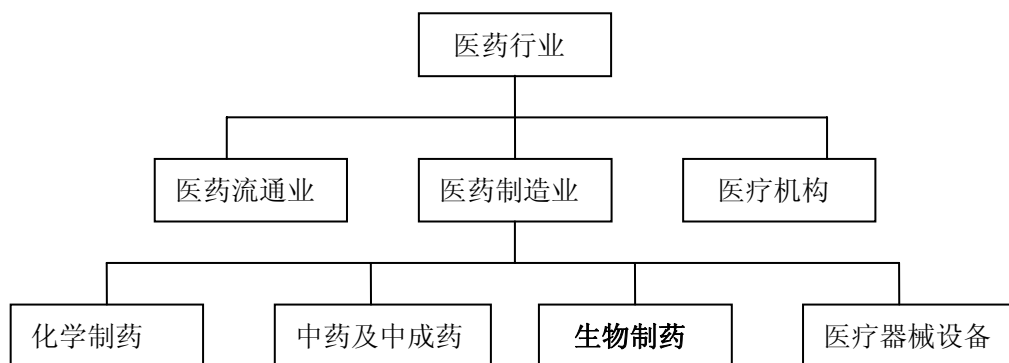 医药行业
医药流通业
医药制造业
医疗机构
化学制药
中药及中成药
生物制药
医疗器械设备